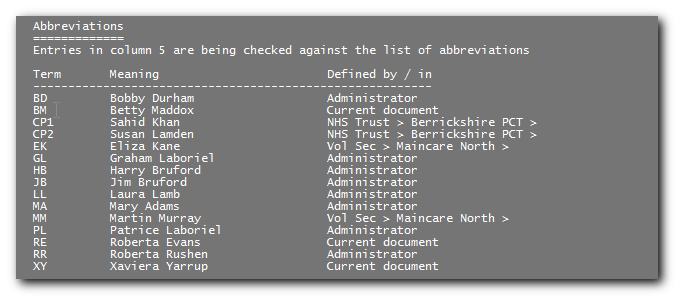 Abbreviations
=============
Entries in column 5 are being checked against the list of abbreviations
Term Meaning Defined by / in
---------------------------------------------------------
BD Bobby Durham Administrator
BM Betty Maddox Current document
CP1 Sahid Khan NHS Trust > Berrickshire PCT >
CP2 Susan Lamden NHS Trust > Berrickshire PCT >
EK Eliza Kane Vol Sec > Maincare North >
GL Graham Laboriel Administrator
HB Harry Bruford Administrator
JB Jim Bruford Administrator
LL Laura Lamb Administrator
MA Mary Adams Administrator
MM Martin Murray Vol Sec > Maincare North >
PL Patrice Laboriel Administrator
RE Roberta Evans Current document
RR Roberta Rushen Administrator
XY Xaviera Yarrup Current document